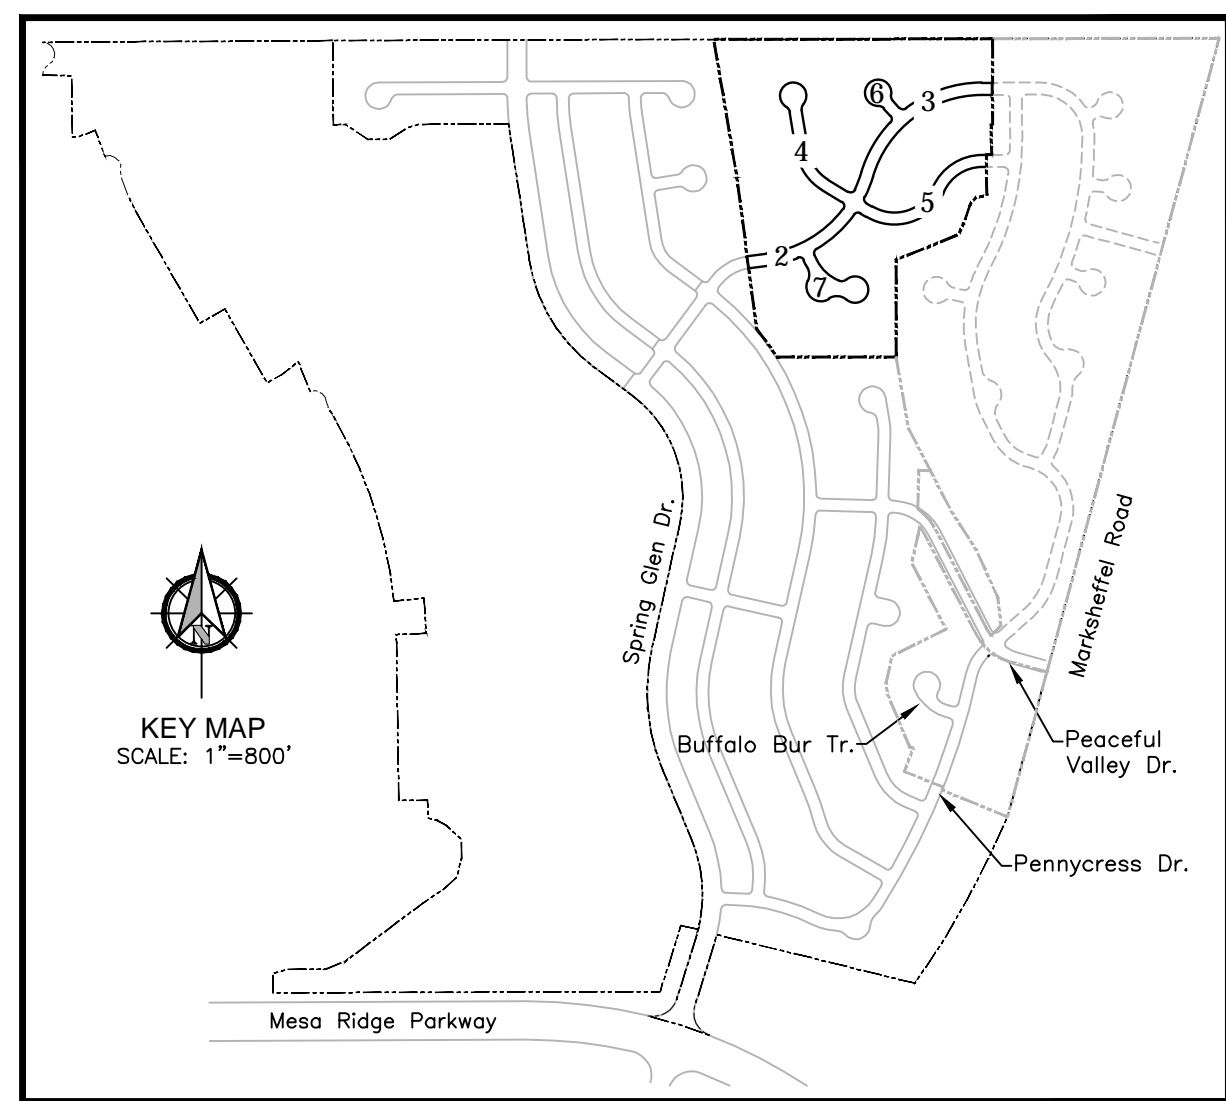 6
3
4
5
2
7
Spring Glen Dr.
Marksheffel Road
N
KEY MAP
SCALE: 1"=800'
Buffalo Bur Tr.
Peaceful
Valley Dr.
Pennycress Dr.
Mesa Ridge Parkway